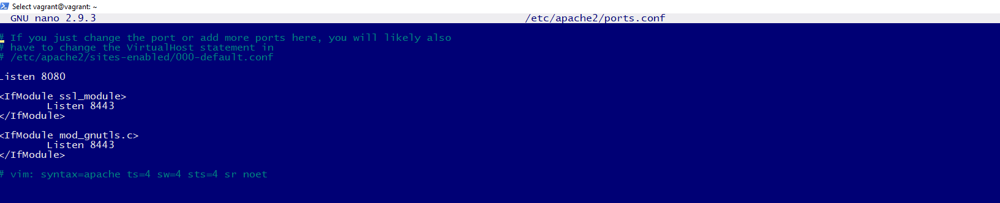 Select vagrant@vagrant: ~
GNU nano 2.9.3 /etc/apache2/ports.conf
# If you just change the port or add more ports here, you will likely also
# have to change the VirtualHost statement in
# /etc/apache2/sites-enabled/000-default.conf
Listen 8080
<IfModule ssl_module>
Listen 8443
</IfModule>
<IfModule mod_gnutls.c>
Listen 8443
</IfModule>
# vim: syntax=apache ts=4 sw=4 sts=4 sr noet